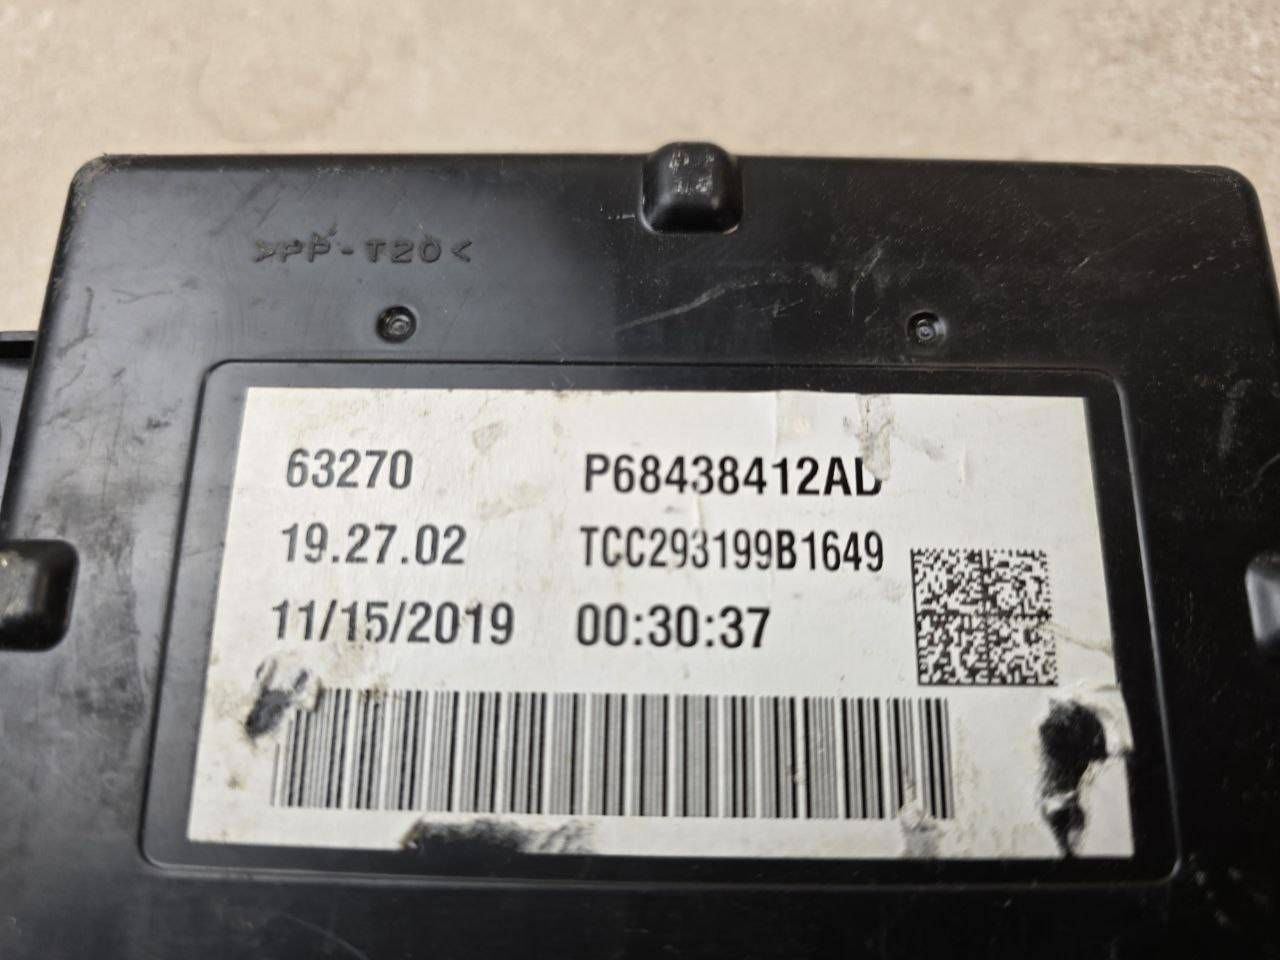 >PP-T20<
63270 P68438412AD
19.27.02 TCC293199B1649
11/15/2019 00:30:37